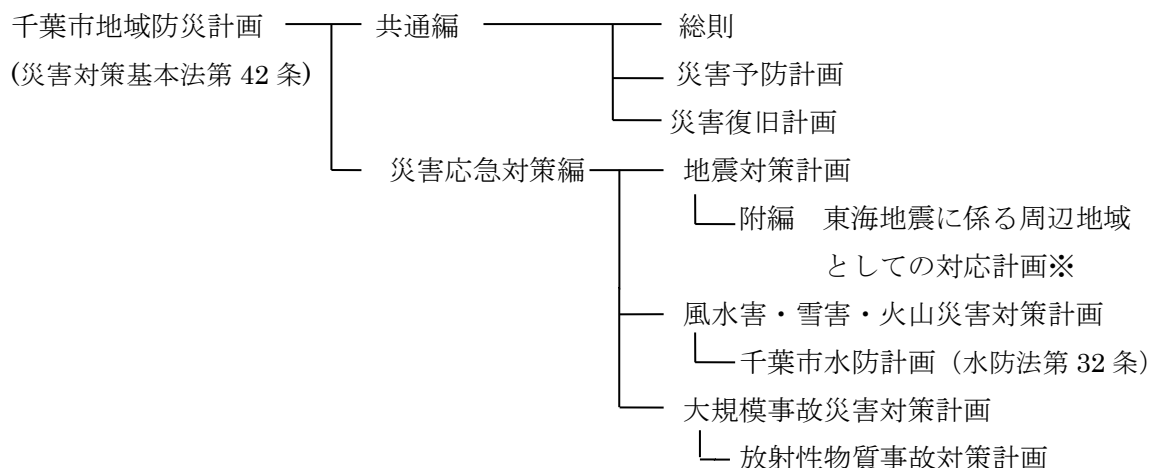 千葉市地域防災計画 共通編 総則
(災害対策基本法第 42 条) 災害予防計画
災害復旧計画
災害応急対策編 地震対策計画
附編 東海地震に係る周辺地域
としての対応計画※
風水害・雪害・火山災害対策計画
千葉市水防計画（水防法第 32 条）
大規模事故災害対策計画
放射性物質事故対策計画